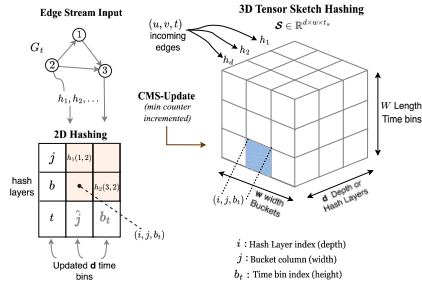 Edge Stream Input
G_t
1
2
3
h_1, h_2, . . .
2D Hashing
hash
layers
j
h_1(1, 2)
b
h_2(3, 2)
t
ĵ
b_t
(i, j, b_t)
Updated d time
bins
3D Tensor Sketch Hashing
(u, v, t)
incoming
edges
S ∈ ℝ^{d×w×t_*}
h_1
h_2
h_d
CMS-Update
(min counter
incremented)
W Length
Time bins
(i, j, b_t)
w width
Buckets
d Depth or
Hash Layers
i : Hash Layer index (depth)
j : Bucket column (width)
b_t : Time bin index (height)